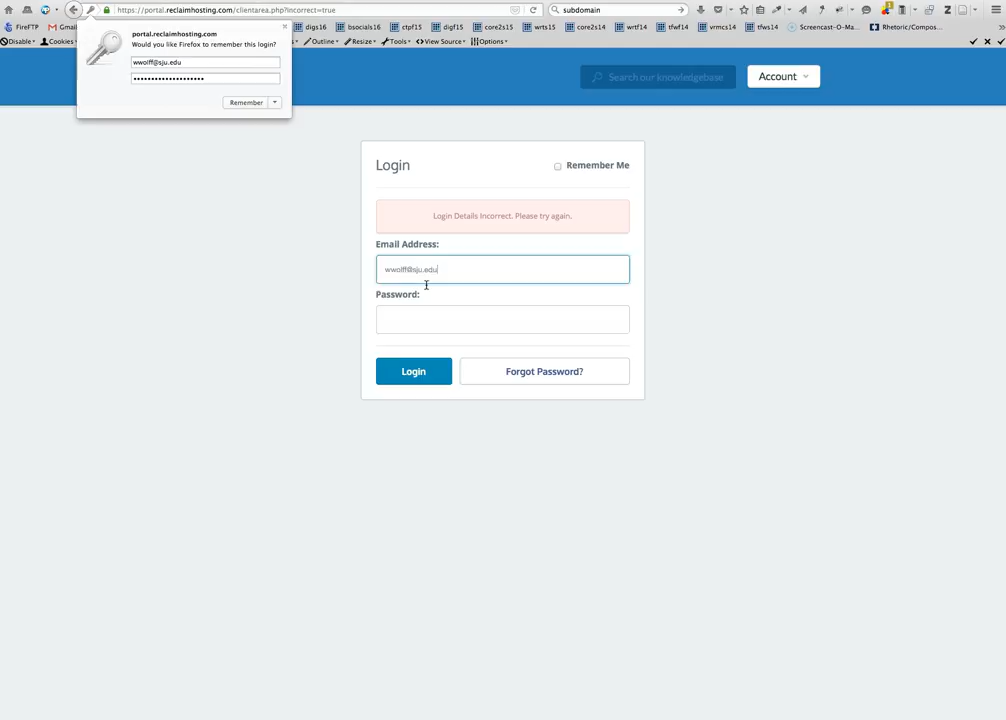 https://portal.reclaimhosting.com/clientarea.php?incorrect=true
subdomain
FireFTP
Gmail
digs16
bsocials16
ctpf15
digf15
core2s15
wrts15
core2s14
wrtf14
tfwf14
vrmcs14
tfws14
Screencast-O-Ma...
Rhetoric/Compos...
Disable
Cookies
Outline
Resize
Tools
View Source
Options
portal.reclaimhosting.com
Would you like Firefox to remember this login?
wwolff@sju.edu
Remember
Search our knowledgebase
Account
Login
Remember Me
Login Details Incorrect. Please try again.
Email Address:
wwolff@sju.edu
Password:
Login
Forgot Password?